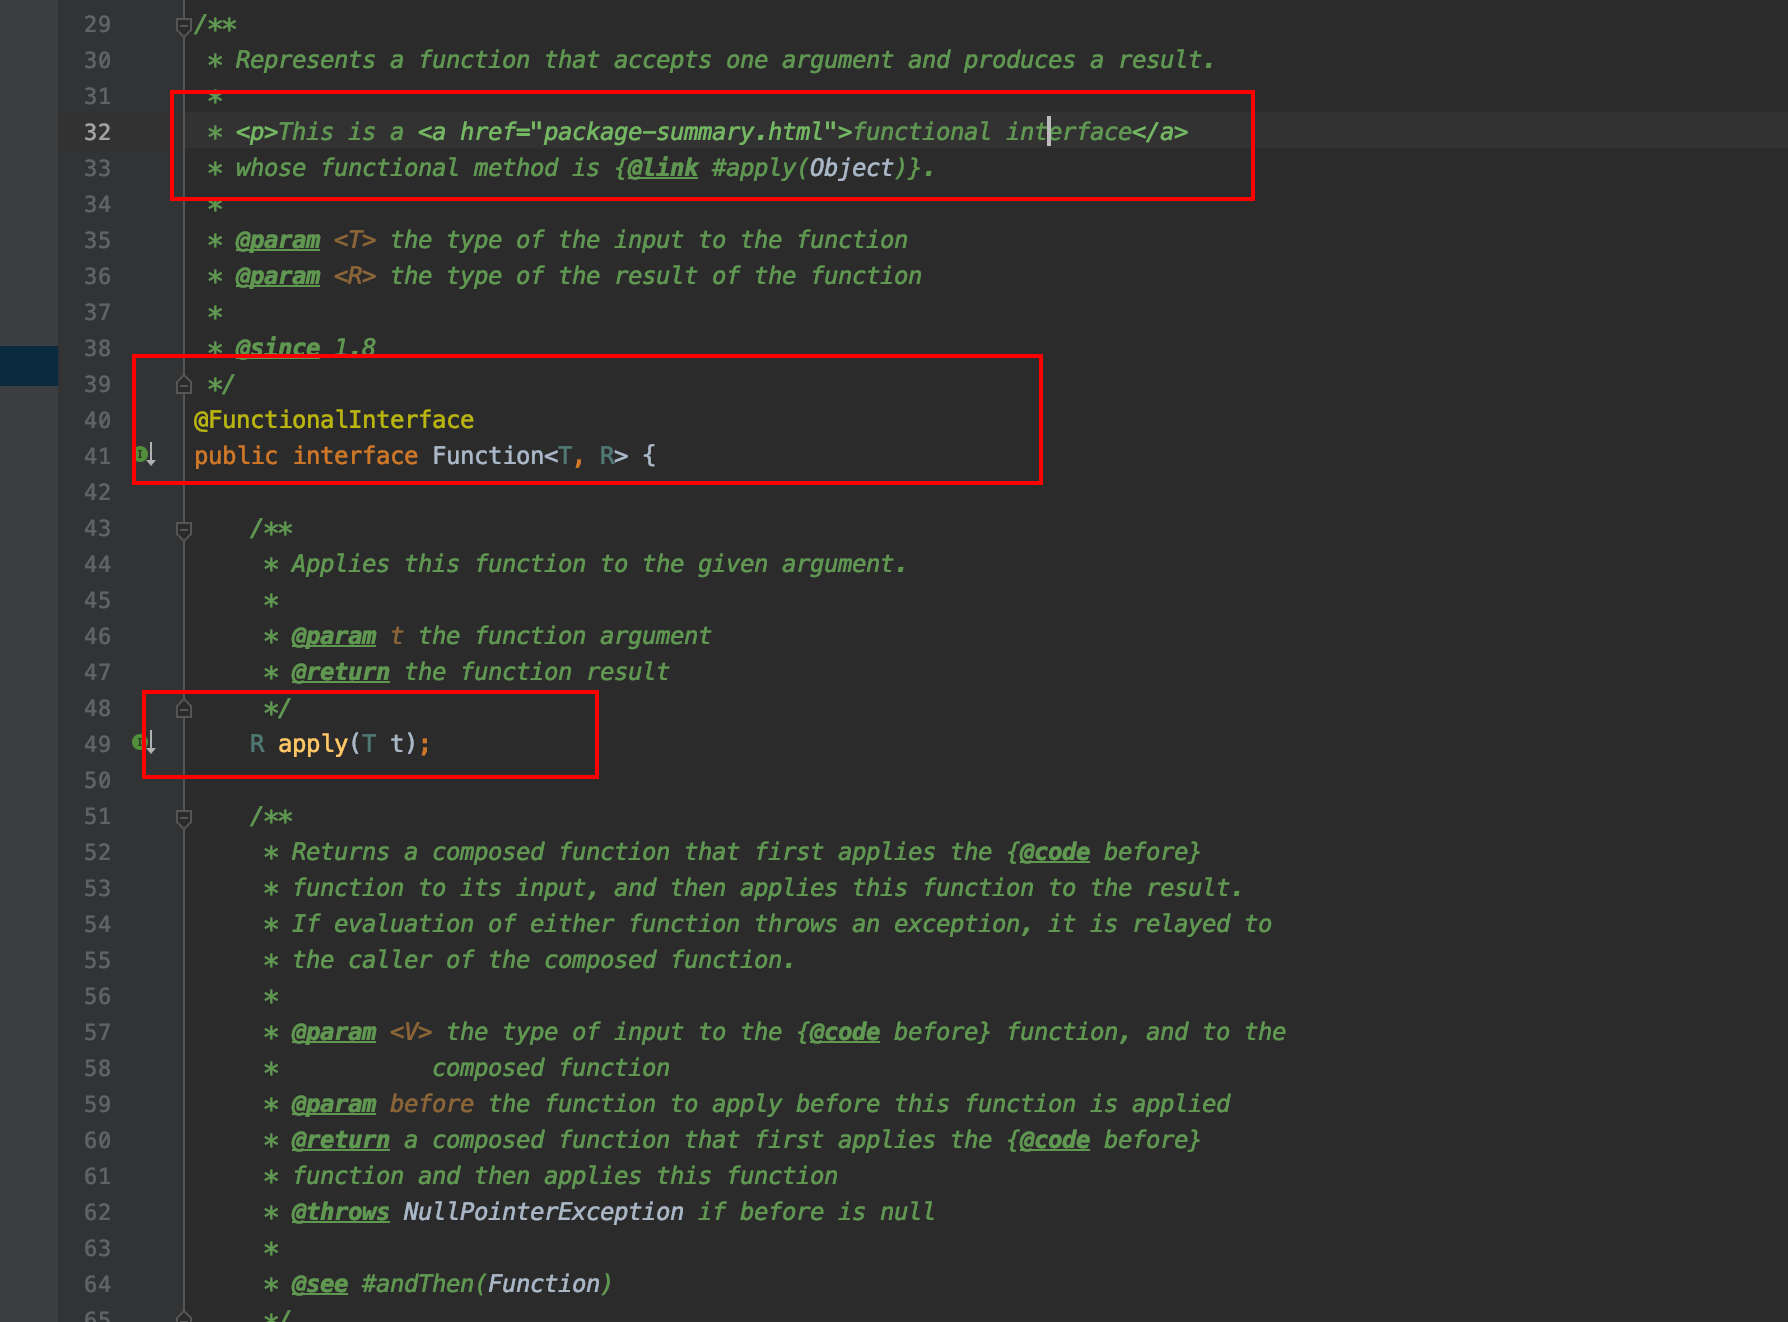 29 /**
30 * Represents a function that accepts one argument and produces a result.
31 *
32 * <p>This is a <a href="package-summary.html">functional interface</a>
33 * whose functional method is {@link #apply(Object)}.
34 *
35 * @param <T> the type of the input to the function
36 * @param <R> the type of the result of the function
37 *
38 * @since 1.8
39 */
40 @FunctionalInterface
41 public interface Function<T, R> {
42
43 /**
44 * Applies this function to the given argument.
45 *
46 * @param t the function argument
47 * @return the function result
48 */
49 R apply(T t);
50
51 /**
52 * Returns a composed function that first applies the {@code before}
53 * function to its input, and then applies this function to the result.
54 * If evaluation of either function throws an exception, it is relayed to
55 * the caller of the composed function.
56 *
57 * @param <V> the type of input to the {@code before} function, and to the
58 * composed function
59 * @param before the function to apply before this function is applied
60 * @return a composed function that first applies the {@code before}
61 * function and then applies this function
62 * @throws NullPointerException if before is null
63 *
64 * @see #andThen(Function)
65 */